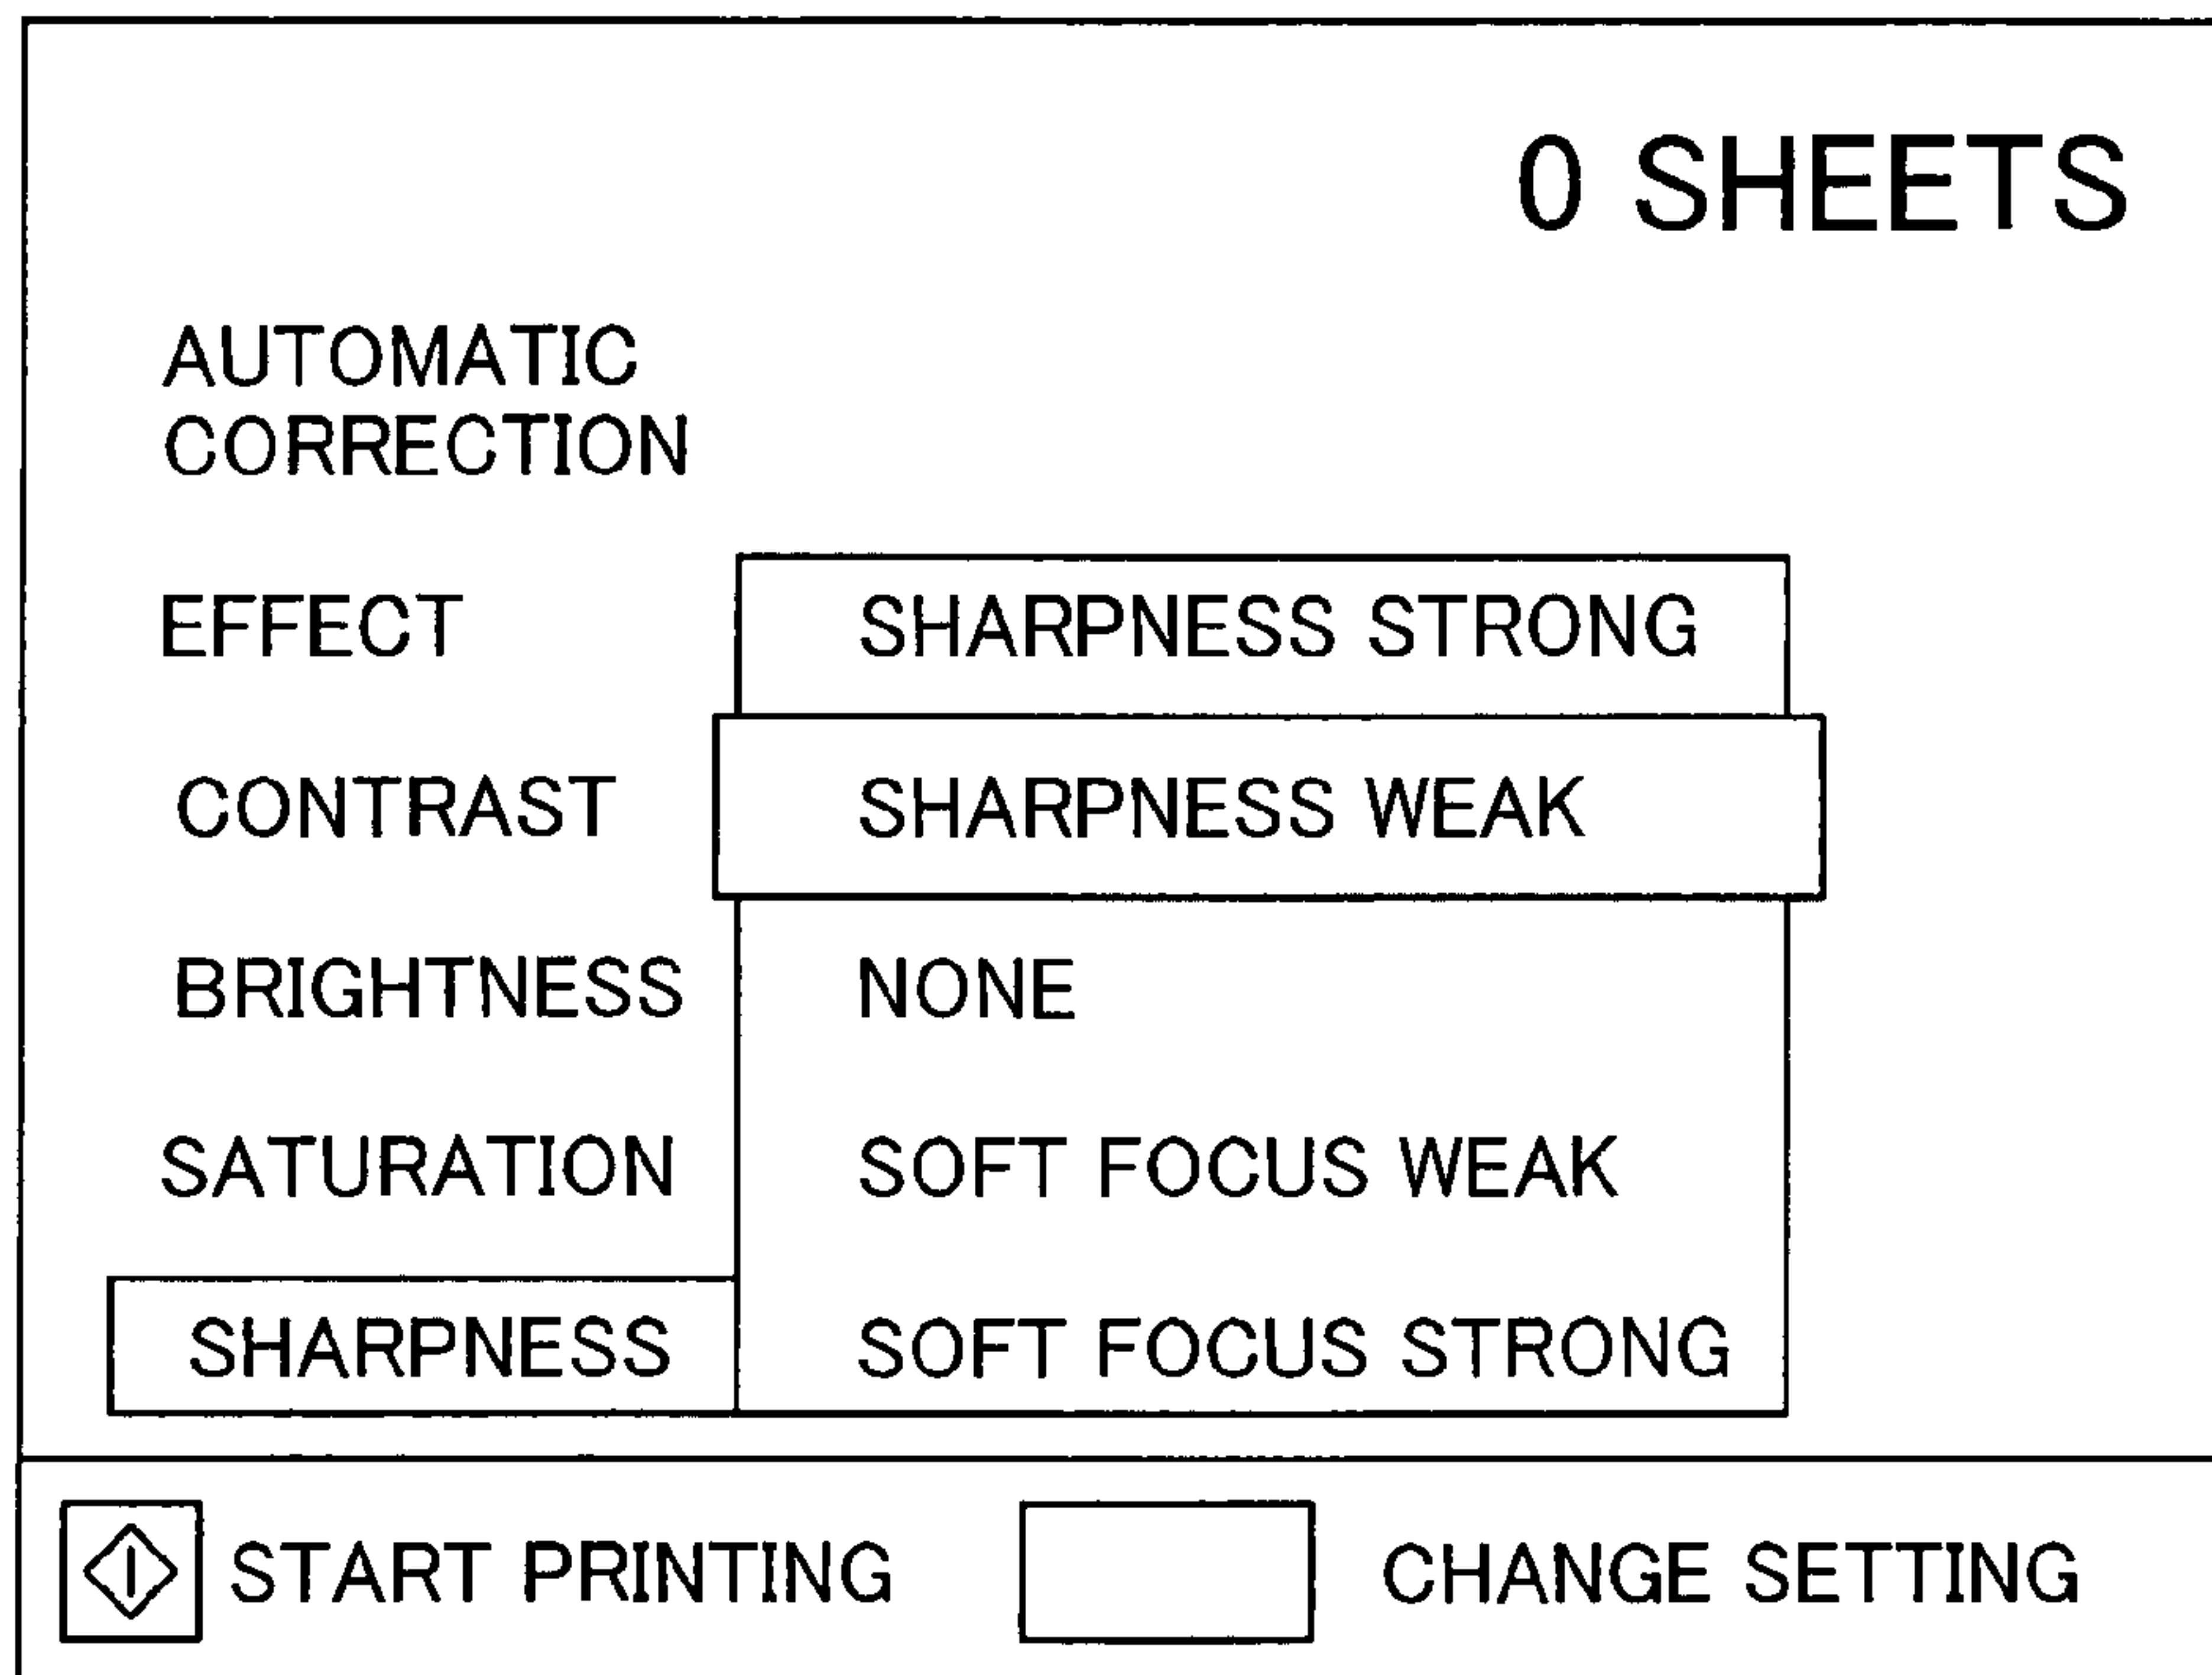 0 SHEETS
AUTOMATIC
CORRECTION
EFFECT
SHARPNESS STRONG
CONTRAST
SHARPNESS WEAK
BRIGHTNESS
NONE
SATURATION
SOFT FOCUS WEAK
SHARPNESS
SOFT FOCUS STRONG
START PRINTING
CHANGE SETTING